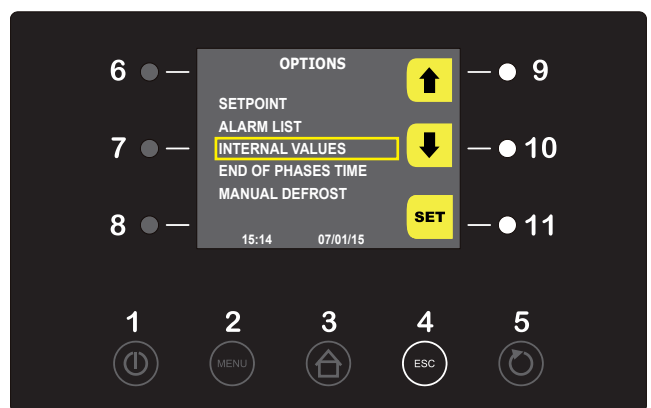 OPTIONS
6
9
SETPOINT
ALARM LIST
7
INTERNAL VALUES
10
END OF PHASES TIME
MANUAL DEFROST
8
SET
11
15:14 07/01/15
1 2 3 4 5
MENU ESC